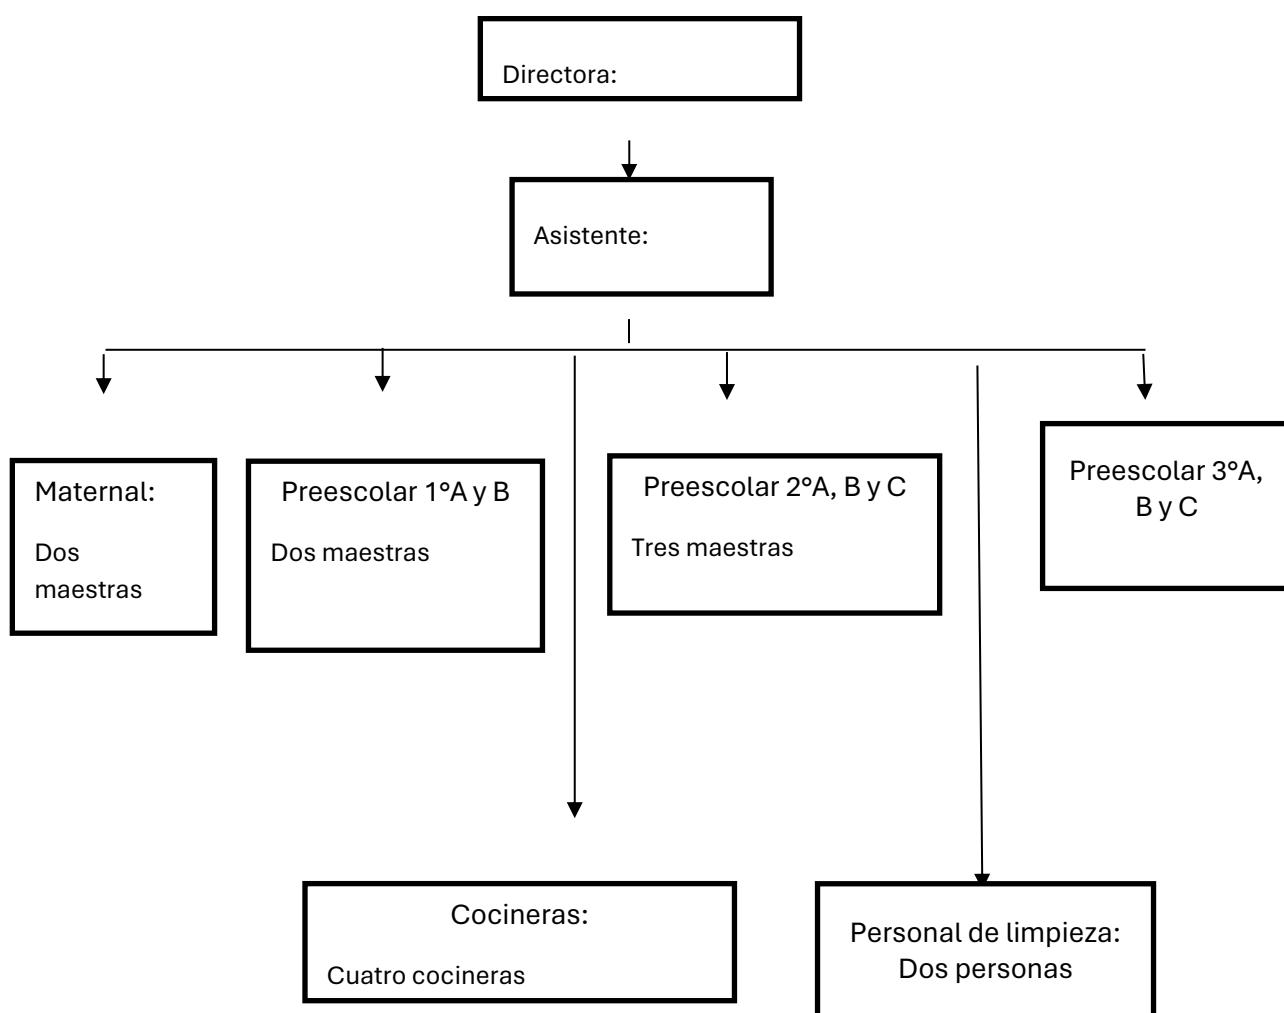 Directora:
Asistente:
Maternal:
Dos
maestras
Preescolar 1°A y B
Dos maestras
Preescolar 2°A, B y C
Tres maestras
Preescolar 3°A,
B y C
Cocineras:
Cuatro cocineras
Personal de limpieza:
Dos personas